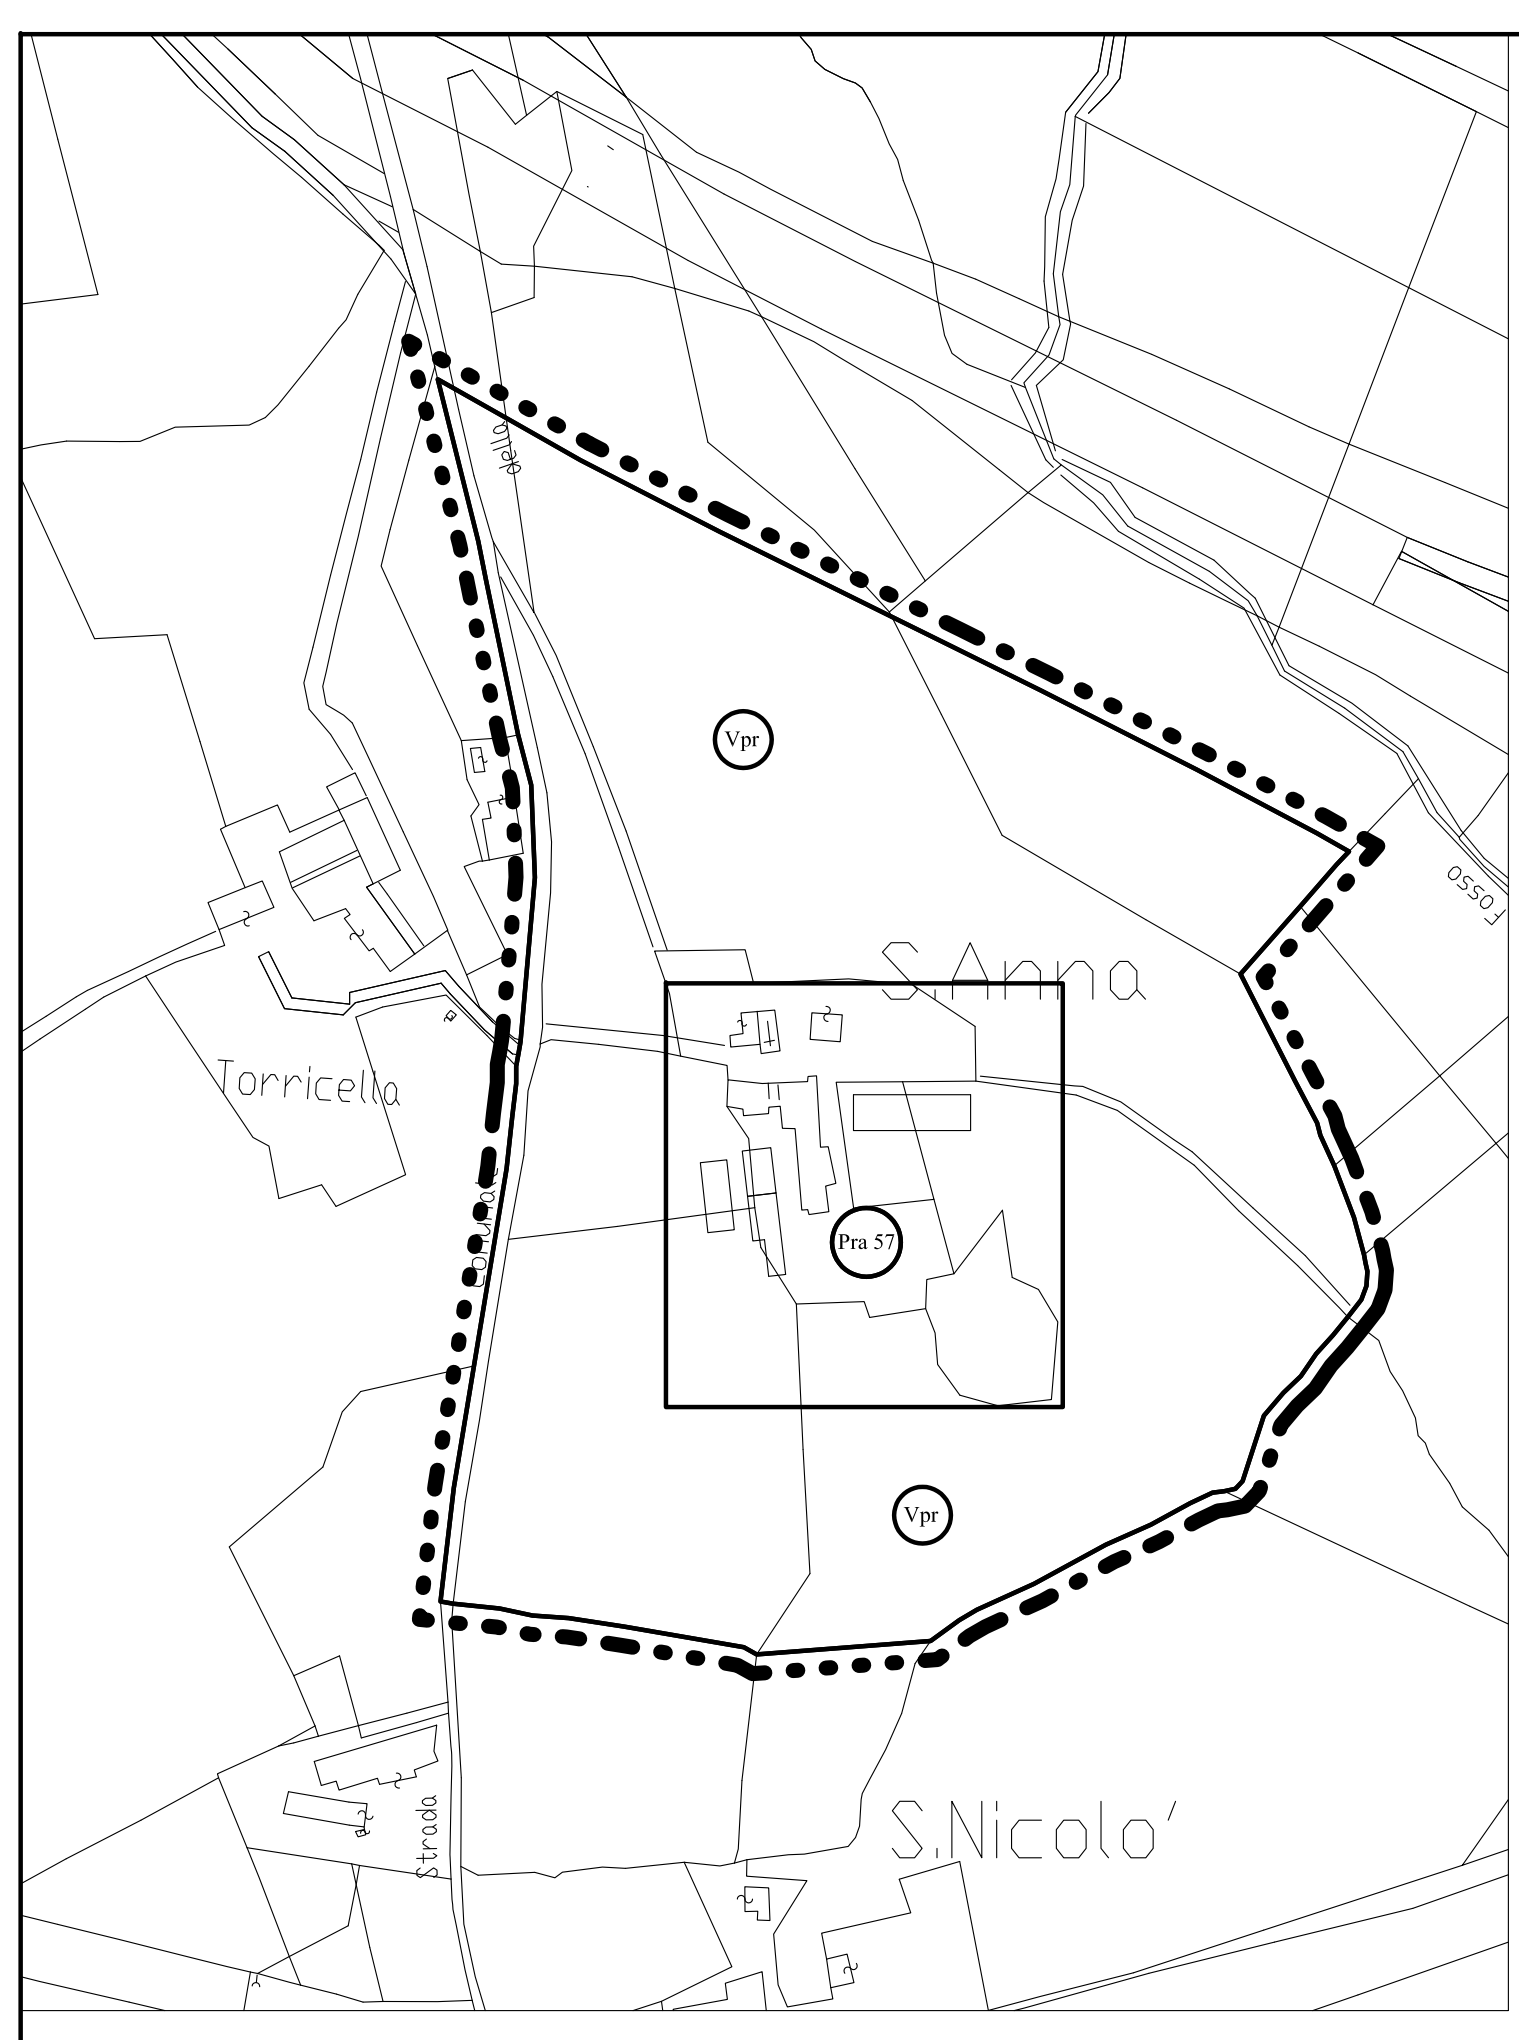 della
Vpr
Fosso
S.Anna
Torricella
Comunale
Pra 57
Vpr
Strada
S.Nicolo'